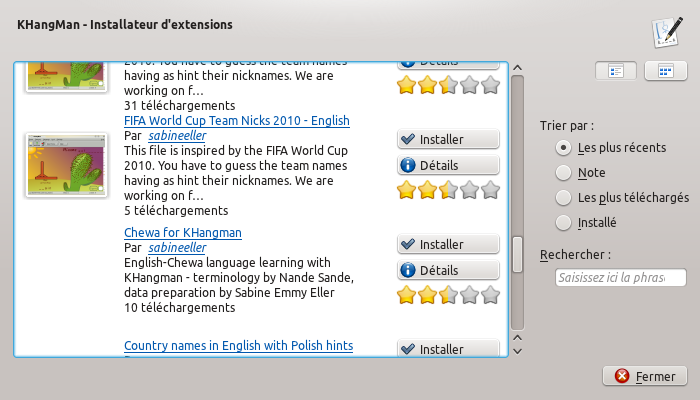 KHangMan - Installateur d'extensions
2010. You have to guess the team names
having as hint their nicknames. We are
working on f...
31 téléchargements
Détails
FIFA World Cup Team Nicks 2010 - English
Par sabineeller
This file is inspired by the FIFA World Cup
2010. You have to guess the team names
having as hint their nicknames. We are
working on f...
5 téléchargements
Installer
Détails
Chewa for KHangman
Par sabineeller
English-Chewa language learning with
KHangman - terminology by Nande Sande,
data preparation by Sabine Emmy Eller
10 téléchargements
Installer
Détails
Country names in English with Polish hints
Installer
Trier par :
Les plus récents
Note
Les plus téléchargés
Installé
Rechercher :
Saisissez ici la phrase
Fermer